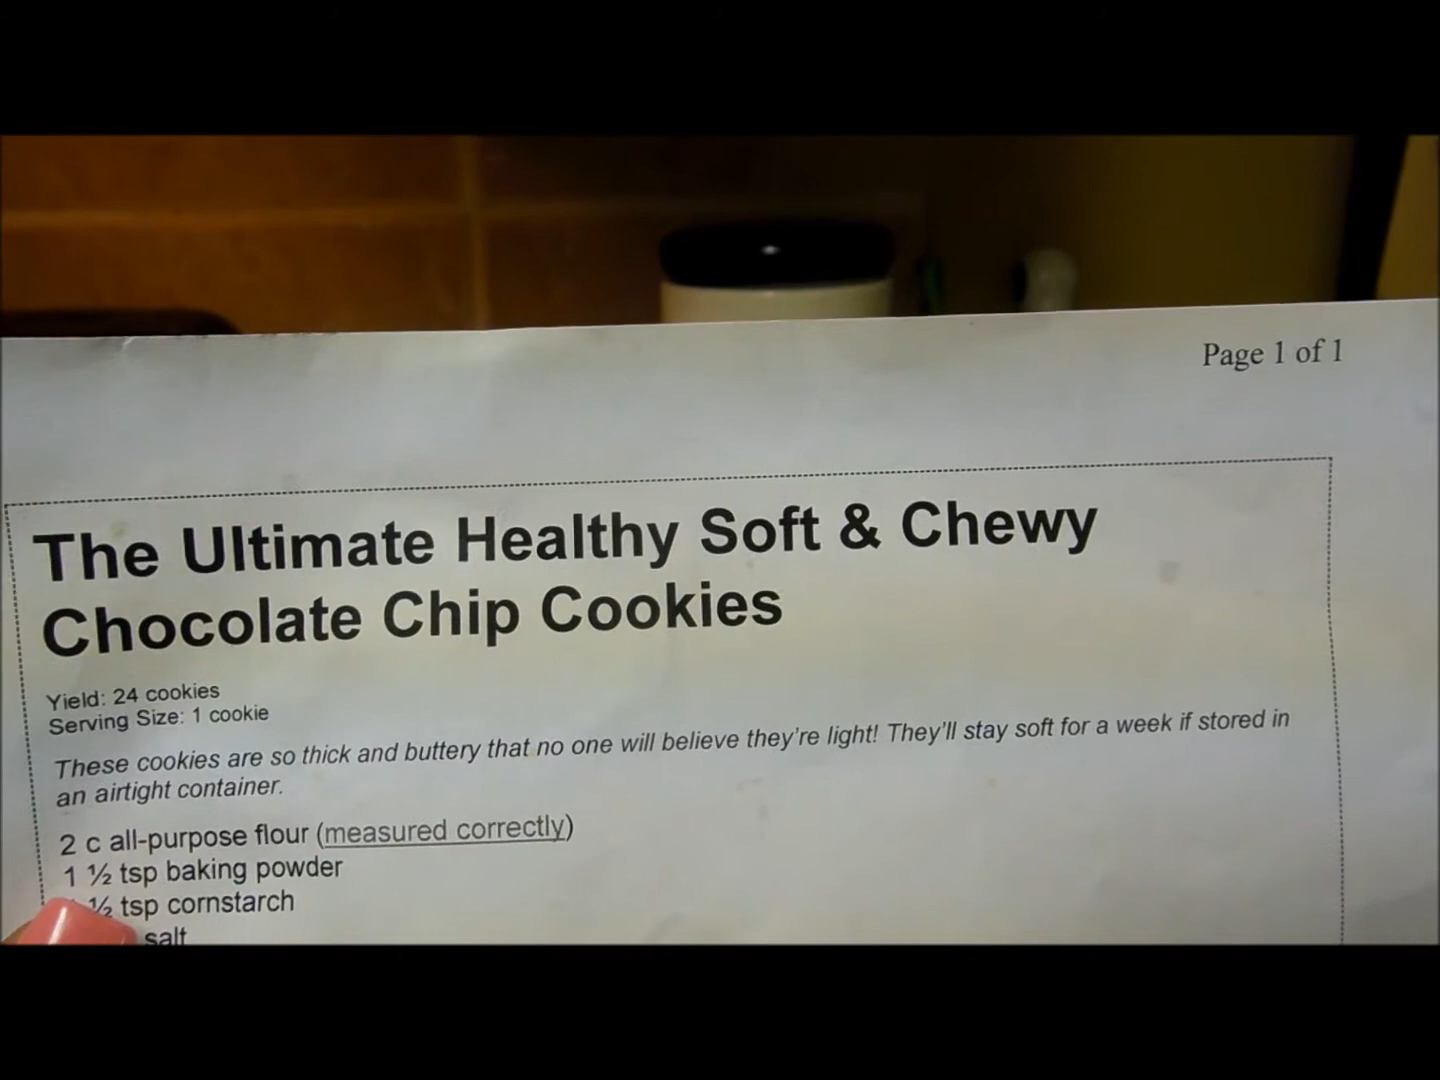 Page 1 of 1
The Ultimate Healthy Soft & Chewy
Chocolate Chip Cookies
Yield: 24 cookies
Serving Size: 1 cookie
These cookies are so thick and buttery that no one will believe they're light! They'll stay soft for a week if stored in
an airtight container.
2 c all-purpose flour (measured correctly)
1 ½ tsp baking powder
½ tsp cornstarch
salt